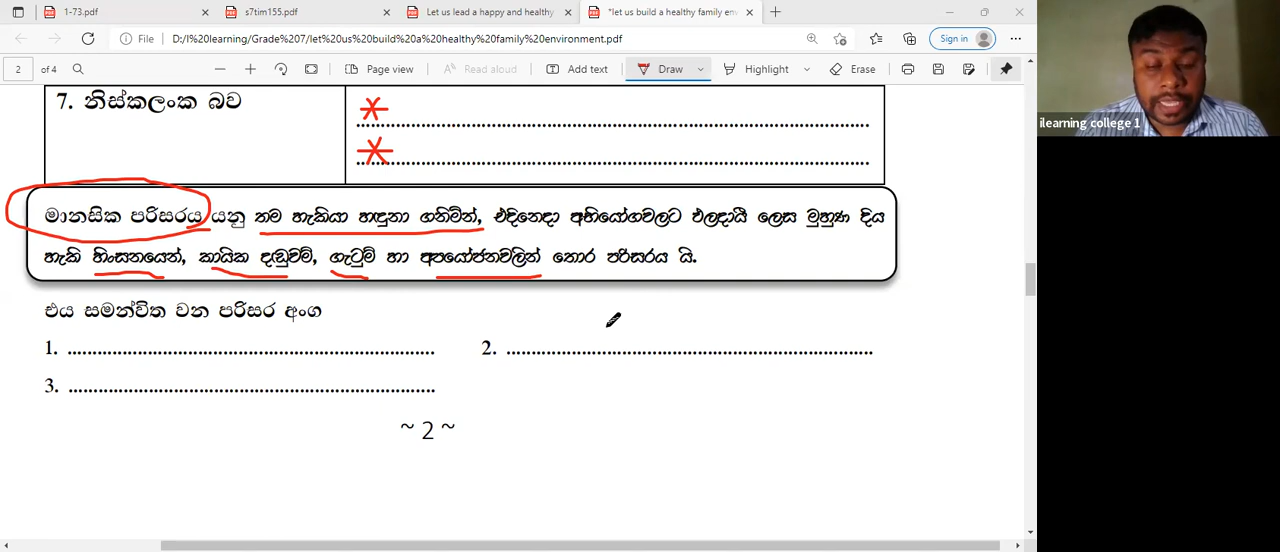 1-73.pdf
s7tim155.pdf
Let us lead a happy and healthy
*let us build a healthy family env
File
D:/I%20learning/Grade%207/let%20us%20build%20a%20healthy%20family%20environment.pdf
Sign in
2 of 4
Page view
Read aloud
Add text
Draw
Highlight
Erase
ilearning college 1
7. නිස්කලංක බව
මානසික පරිසරය යනු තම හැකියා හඳුනා ගනිමින්, එදිනෙදා අභියෝගවලට ඵලදායී ලෙස මුහුණ දිය
හැකි හිංසනයෙන්, කායික දැඩුවම්, ගැටුම් හා අපයෝජනවලින් තොර පරිසරය යි.
එය සමන්විත වන පරිසර අංග
1. ............................................................................
2. ............................................................................
3. ............................................................................
~ 2 ~